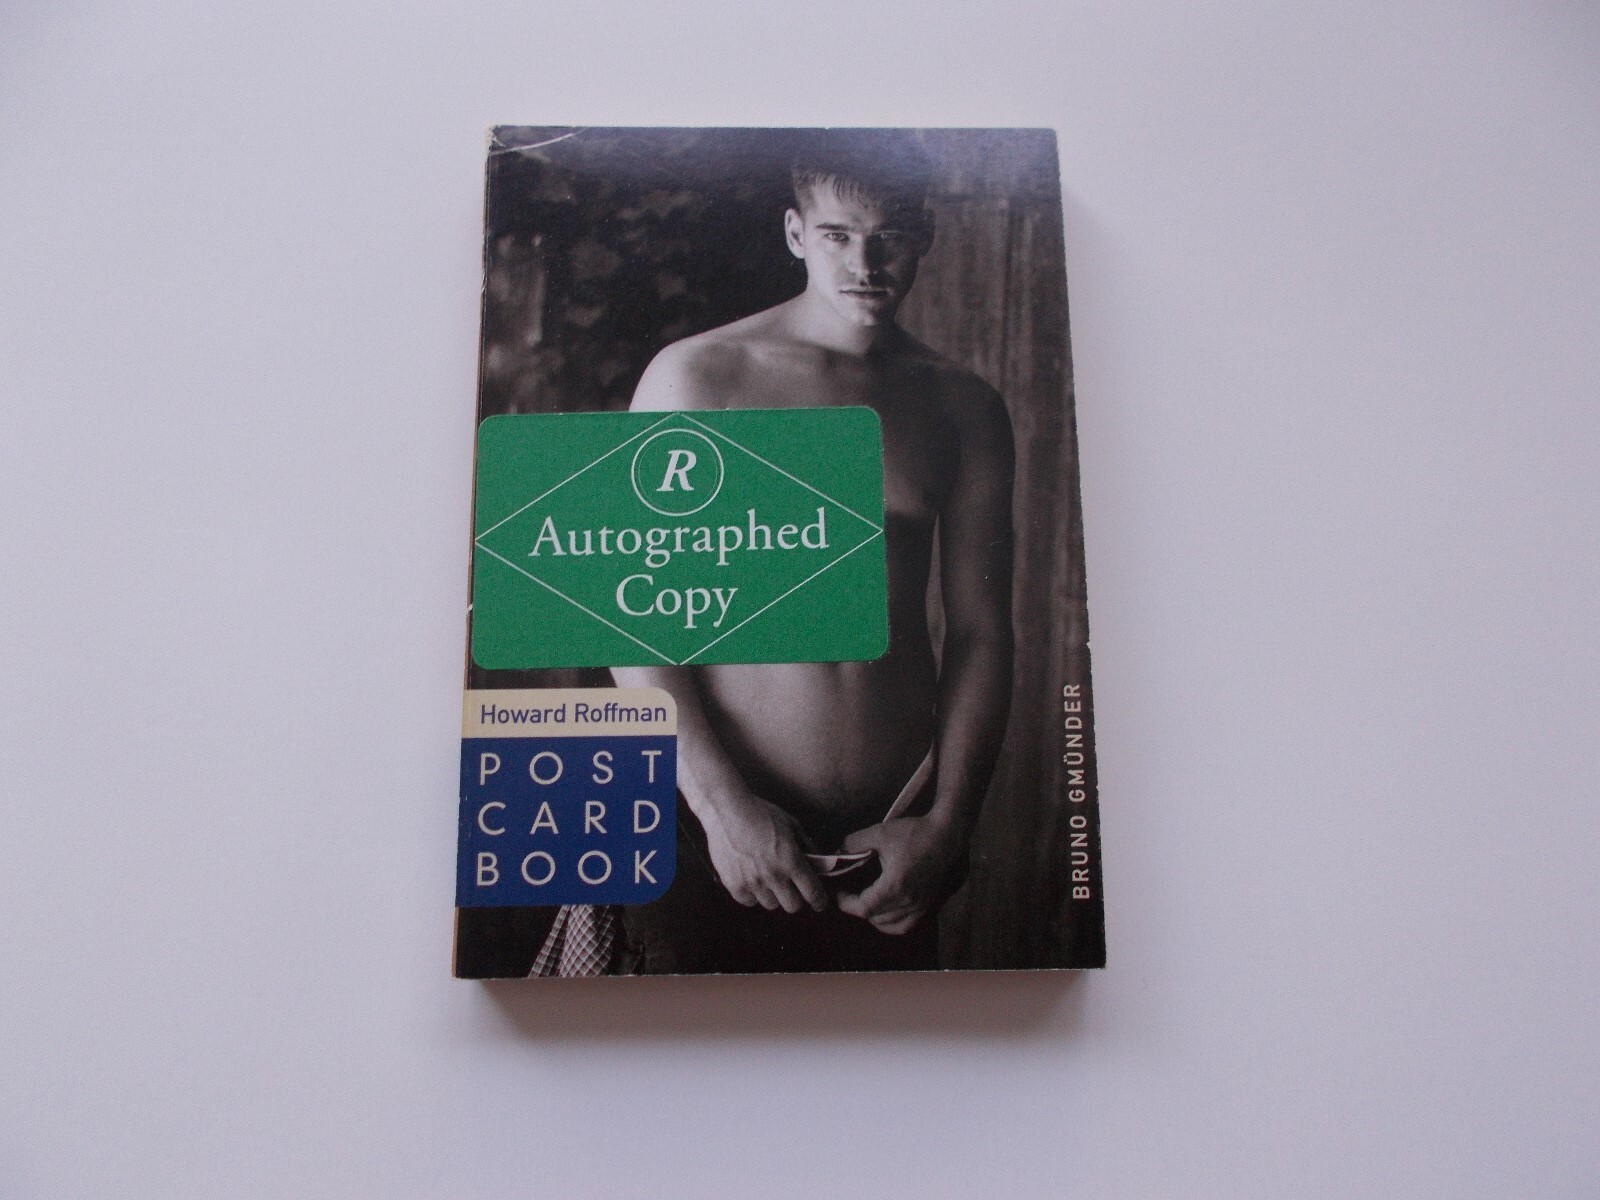 R
Autographed
Copy
Howard Roffman
POST
CARD
BOOK
BRUNO GMÜNDER